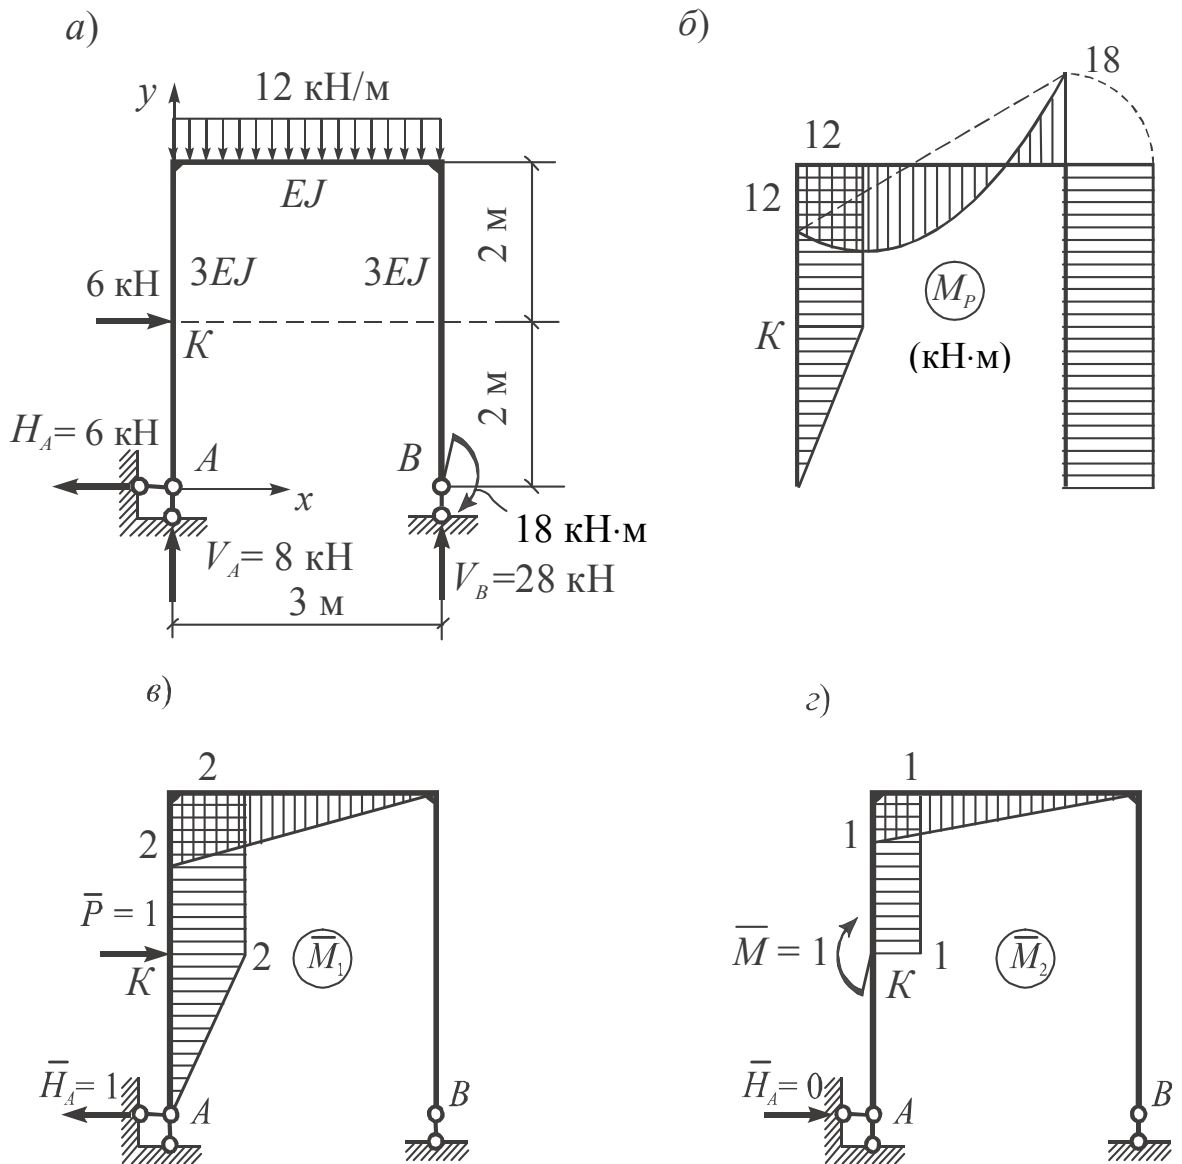 а)
y
12 кН/м
EJ
3EJ
3EJ
6 кН
К
2 м
2 м
H_A= 6 кН
A
B
x
18 кН·м
V_A= 8 кН
V_B=28 кН
3 м
б)
18
12
12
M_P
К
(кН·м)
в)
2
2
P̅ = 1
К
2
M̅₁
H̅_A= 1
A
B
г)
1
1
M̅ = 1
1
К
M̅₂
H̅_A= 0
A
B